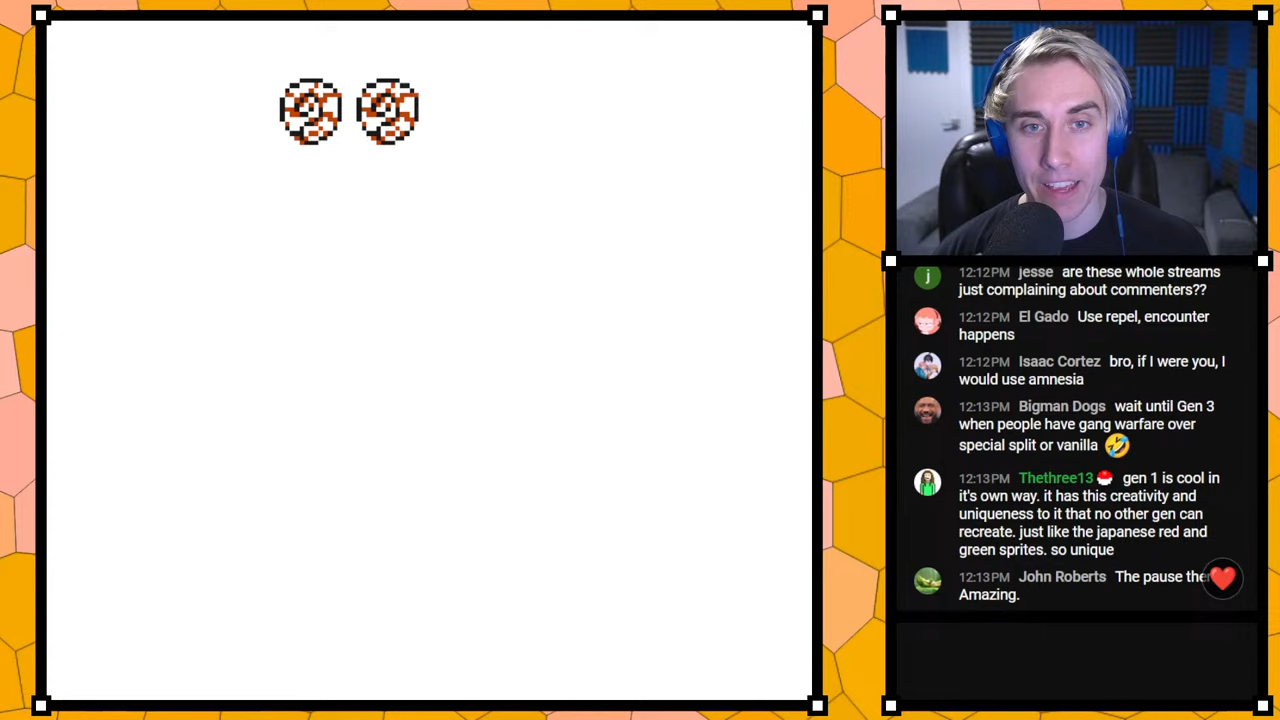 12:12PM jesse are these whole streams
just complaining about commenters??
12:12PM El Gado Use repel, encounter
happens
12:12PM Isaac Cortez bro, if I were you, I
would use amnesia
12:13PM Bigman Dogs wait until Gen 3
when people have gang warfare over
special split or vanilla 🤣
12:13PM Thethree13 gen 1 is cool in
it's own way. it has this creativity and
uniqueness to it that no other gen can
recreate. just like the japanese red and
green sprites. so unique
12:13PM John Roberts The pause
Amazing.
j